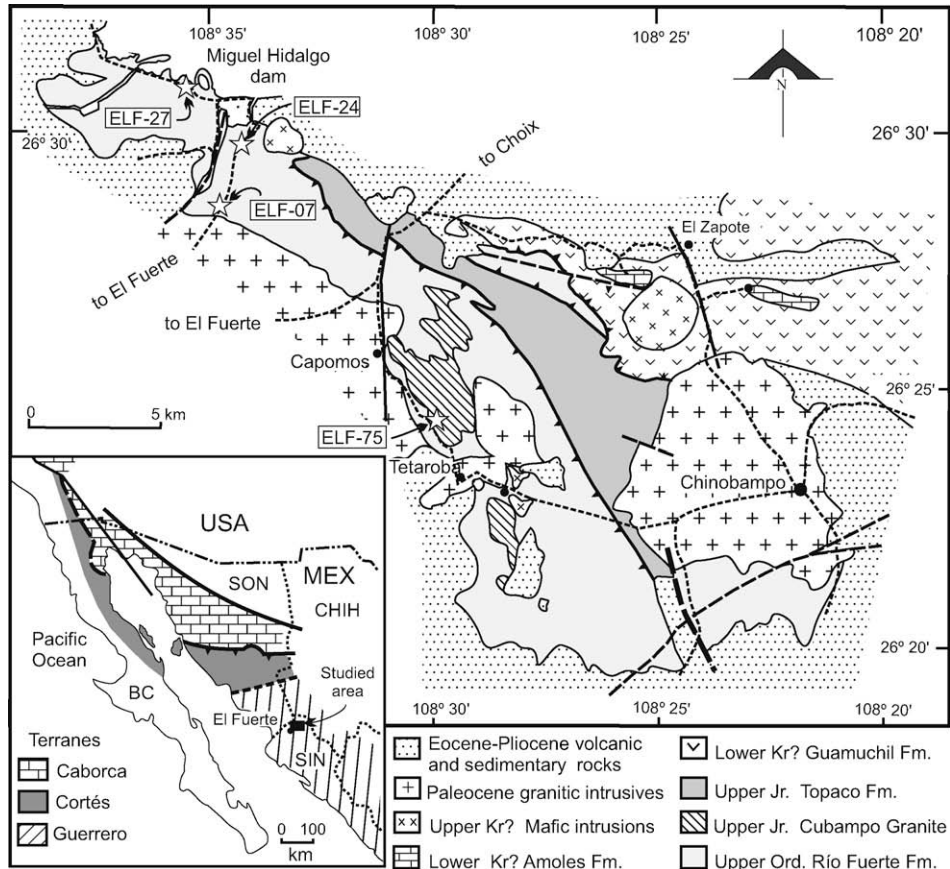 108° 35'
108° 30'
108° 25'
108° 20'
Miguel Hidalgo
dam
ELF-24
ELF-27
26° 30'
N
26° 30'
to Choix
ELF-07
El Zapote
to El Fuerte
to El Fuerte
Capomos
26° 25'
0 5 km
ELF-75
Tetaroba
Chinobampo
26° 20'
108° 30'
108° 25'
108° 20'
USA
SON
MEX
CHIH
Pacific
Ocean
BC
Studied
area
El Fuerte
SIN
Terranes
Caborca
Cortés
Guerrero
0 100
km
Eocene-Pliocene volcanic
and sedimentary rocks
Paleocene granitic intrusives
Upper Kr? Mafic intrusions
Lower Kr? Amoles Fm.
Lower Kr? Guamuchil Fm.
Upper Jr. Topaco Fm.
Upper Jr. Cubampo Granite
Upper Ord. Río Fuerte Fm.